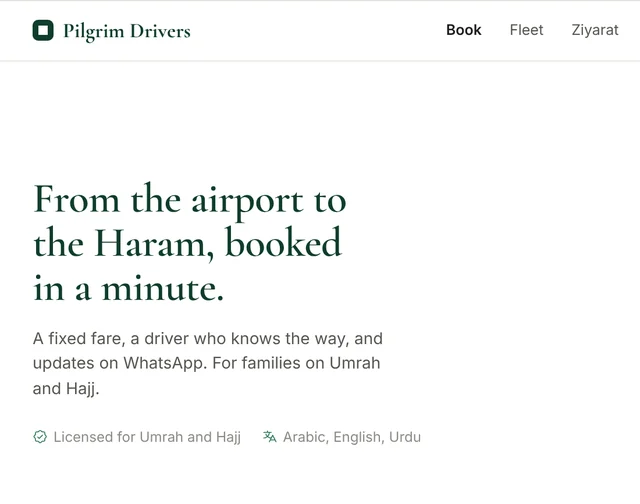 Pilgrim Drivers
Book Fleet Ziyarat
From the airport to
the Haram, booked
in a minute.
A fixed fare, a driver who knows the way, and
updates on WhatsApp. For families on Umrah
and Hajj.
Licensed for Umrah and Hajj Arabic, English, Urdu